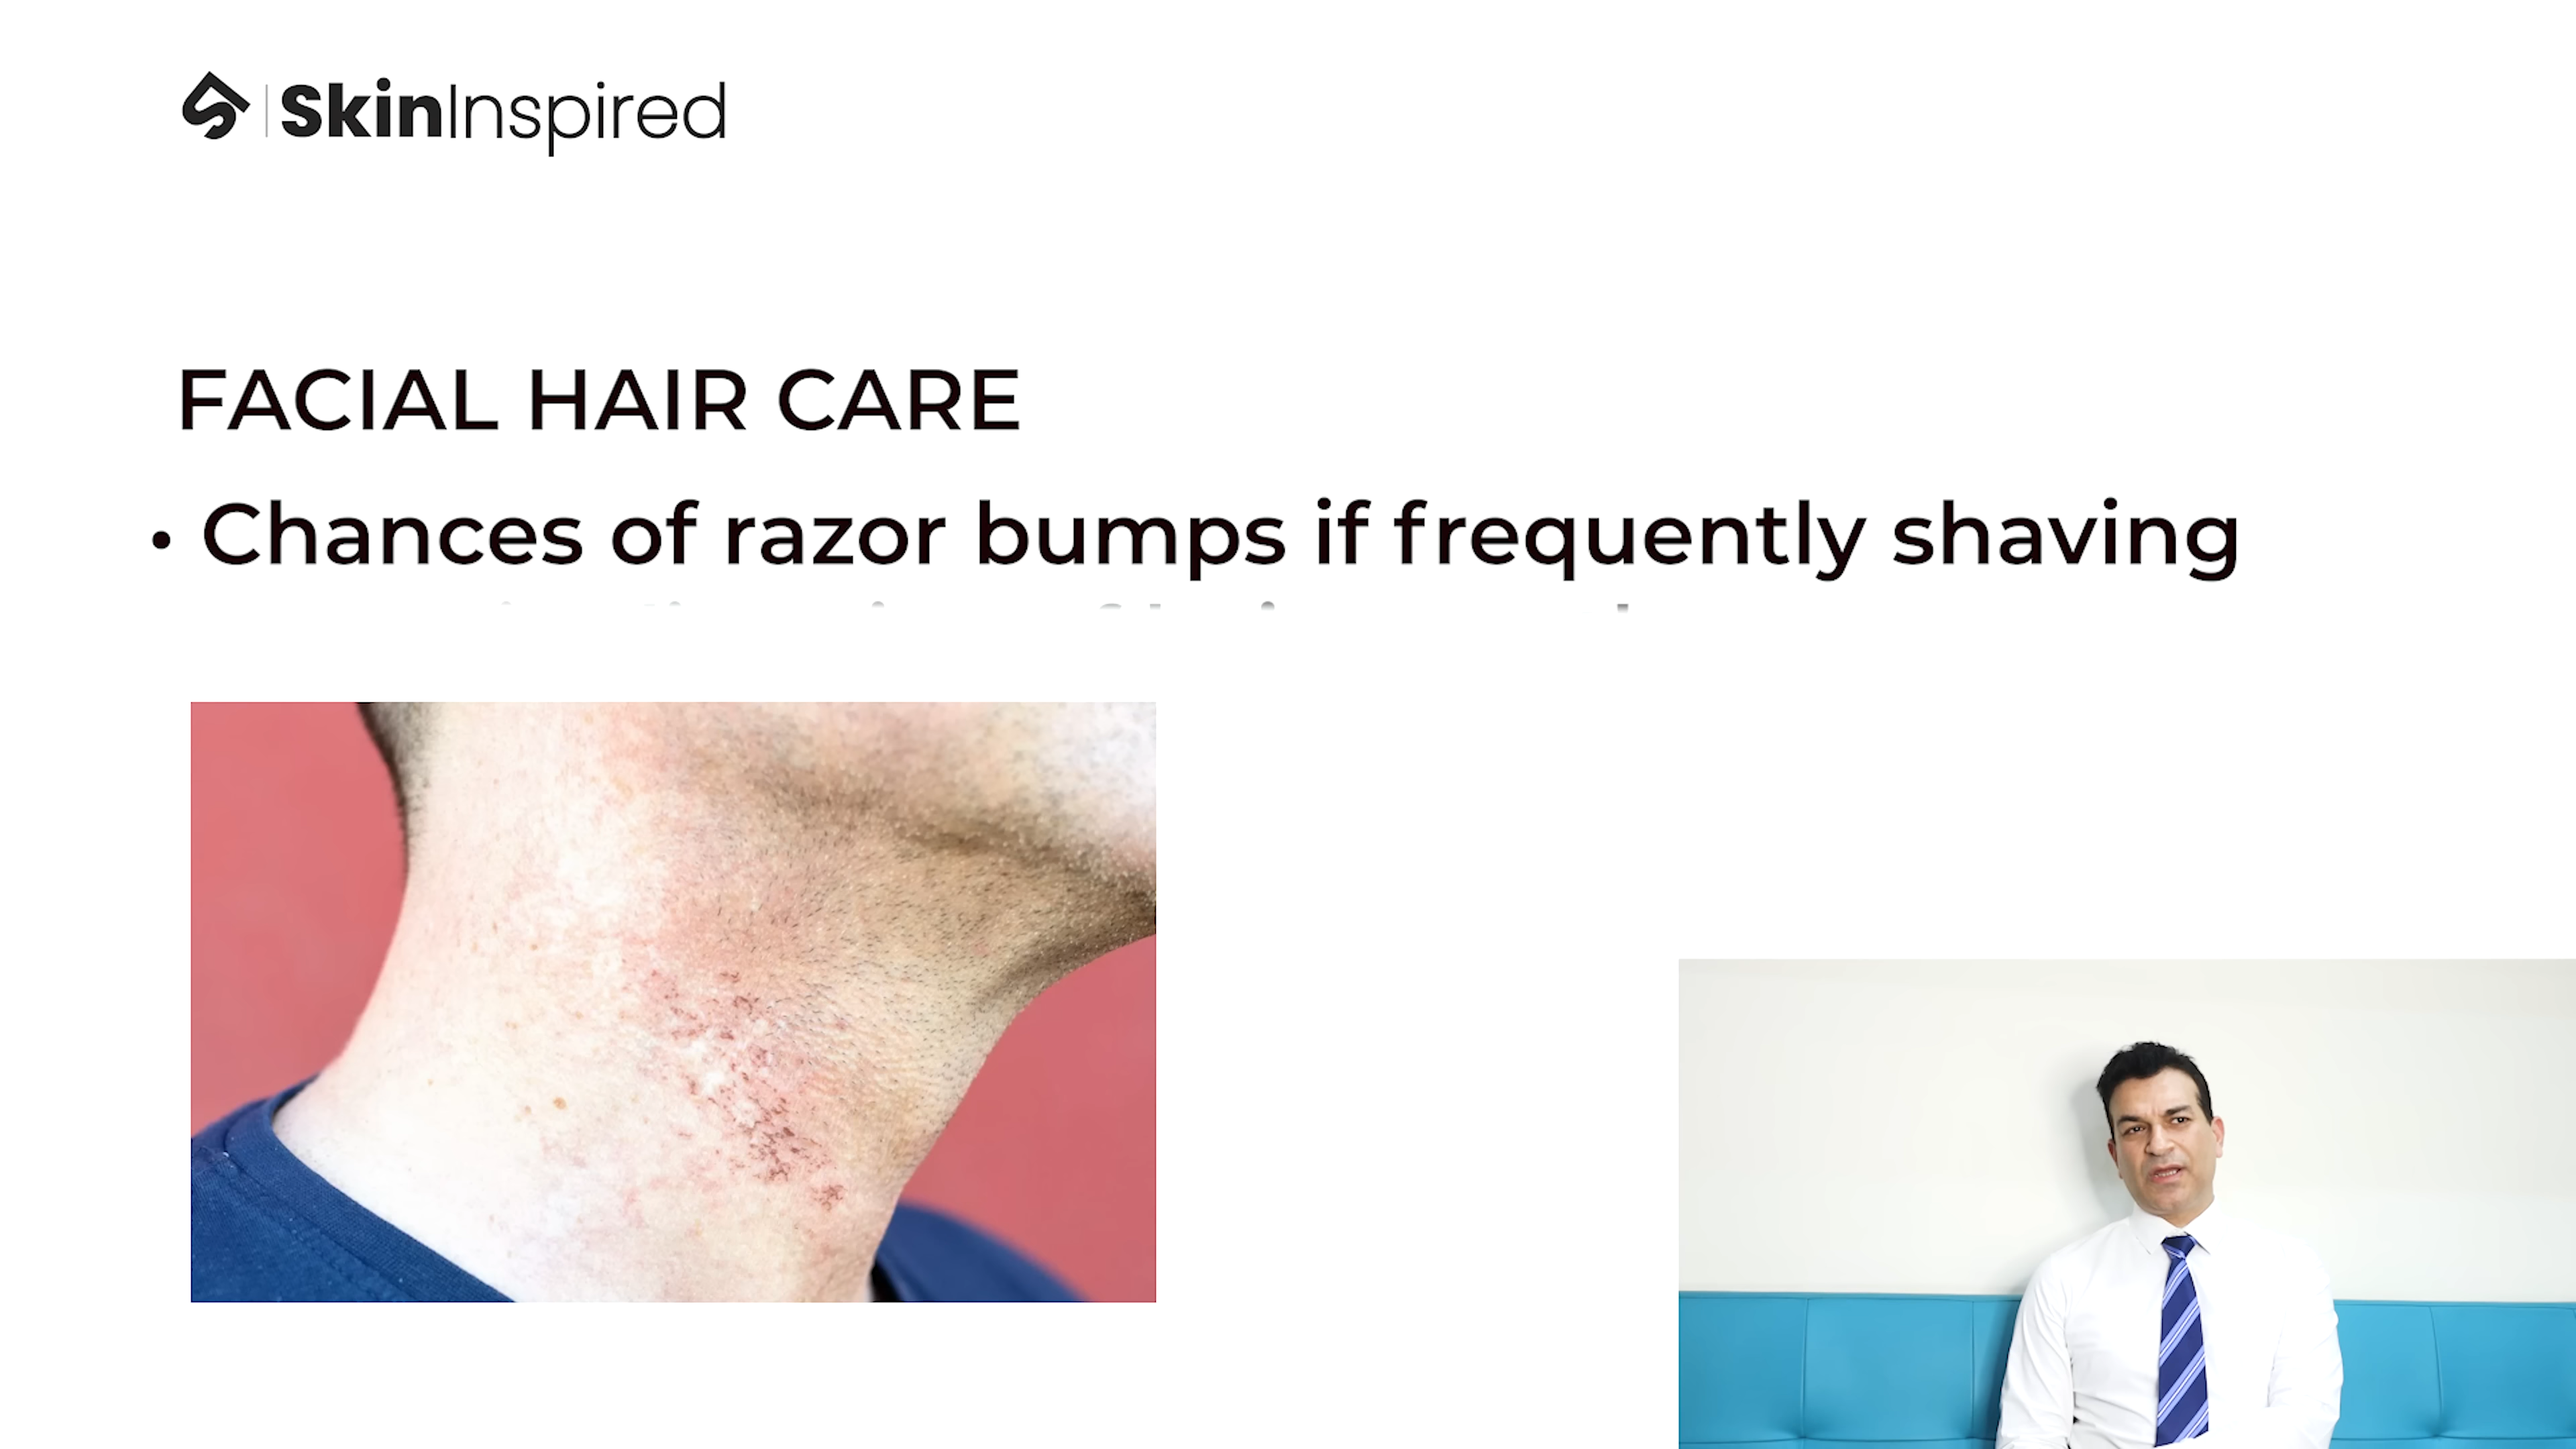 SkinInspired
FACIAL HAIR CARE
• Chances of razor bumps if frequently shaving